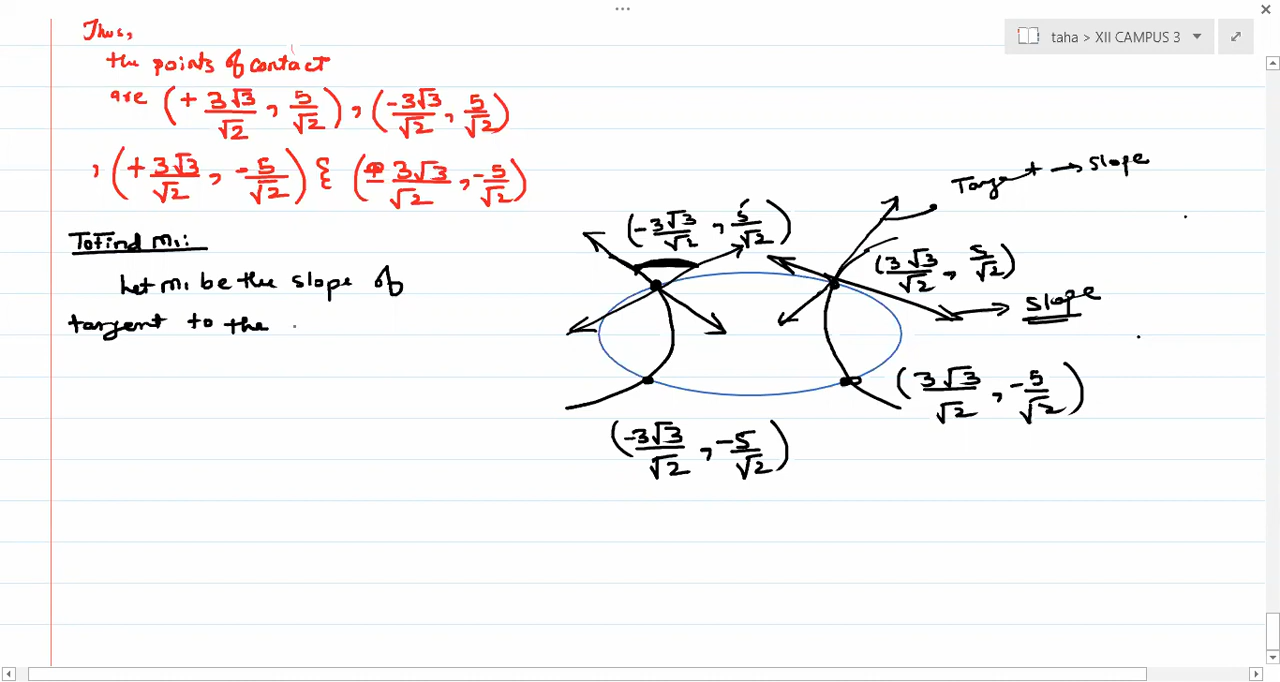 Thus,
the points of contact
are (+ 3√3/√2, 5/√2), (-3√3/√2, 5/√2)
, (+3√3/√2, -5/√2) { (- 3√3/√2, -5/√2)
To Find m₁:
Let m₁ be the slope of
tangent to the
taha > XII CAMPUS 3
Tangent → Slope
(-3√3/√2, 5/√2)
(3√3/√2, 5/√2)
Slope
(3√3/√2, -5/√2)
(-3√3/√2, -5/√2)